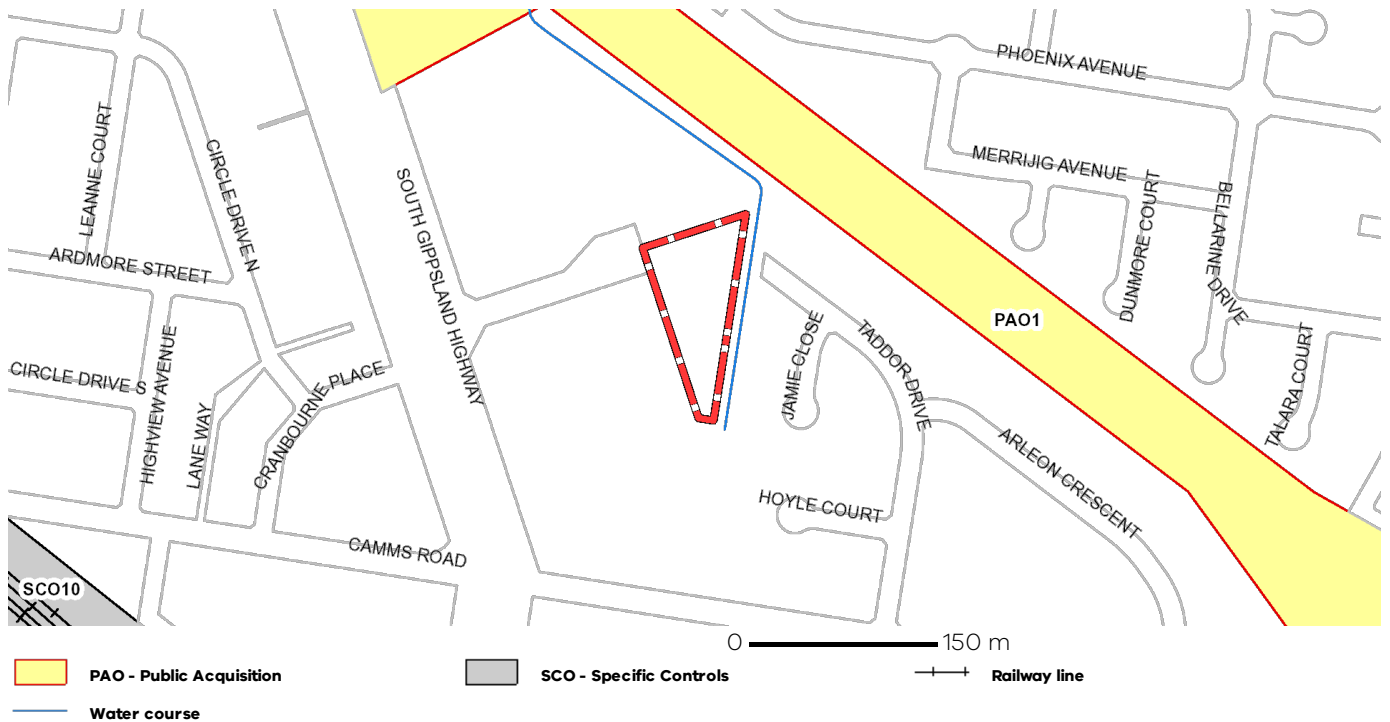 PHOENIX AVENUE
LEANNE COURT
CIRCLE DRIVE N
MERRIJIG AVENUE
SOUTH GIPPSLAND HIGHWAY
DUNMORE COURT
BELLARINE DRIVE
ARDMORE STREET
PAO1
JAMIE CLOSE
TADDOR DRIVE
TALARA COURT
CIRCLE DRIVE S
HIGHVIEW AVENUE
LANE WAY
CRANBOURNE PLACE
ARLEON CRESCENT
HOYLE COURT
CAMMS ROAD
SCO10
0 150 m
PAO - Public Acquisition
SCO - Specific Controls
Railway line
Water course